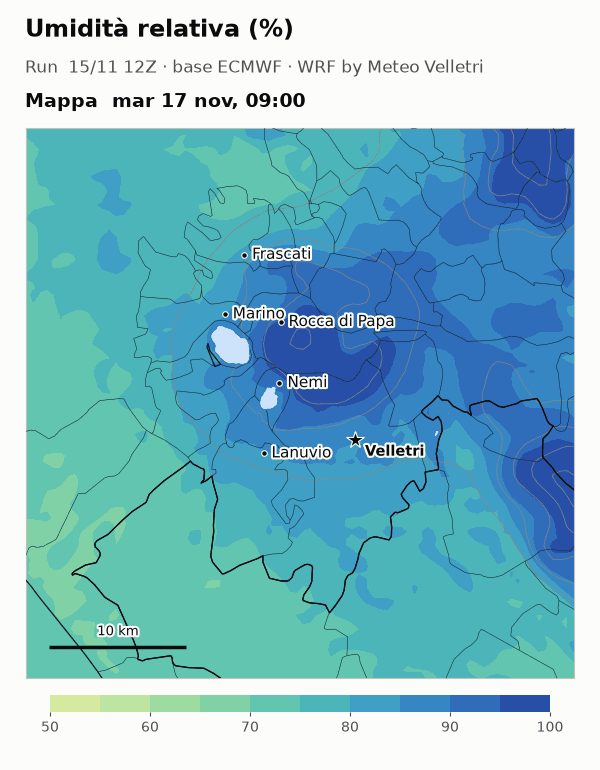 Umidità relativa (%)
Run  15/11 12Z · base ECMWF · WRF by Meteo Velletri
Mappa  mar 17 nov, 09:00
Frascati
Marino
Rocca di Papa
Nemi
Velletri
Lanuvio
10 km
50 60 70 80 90 100